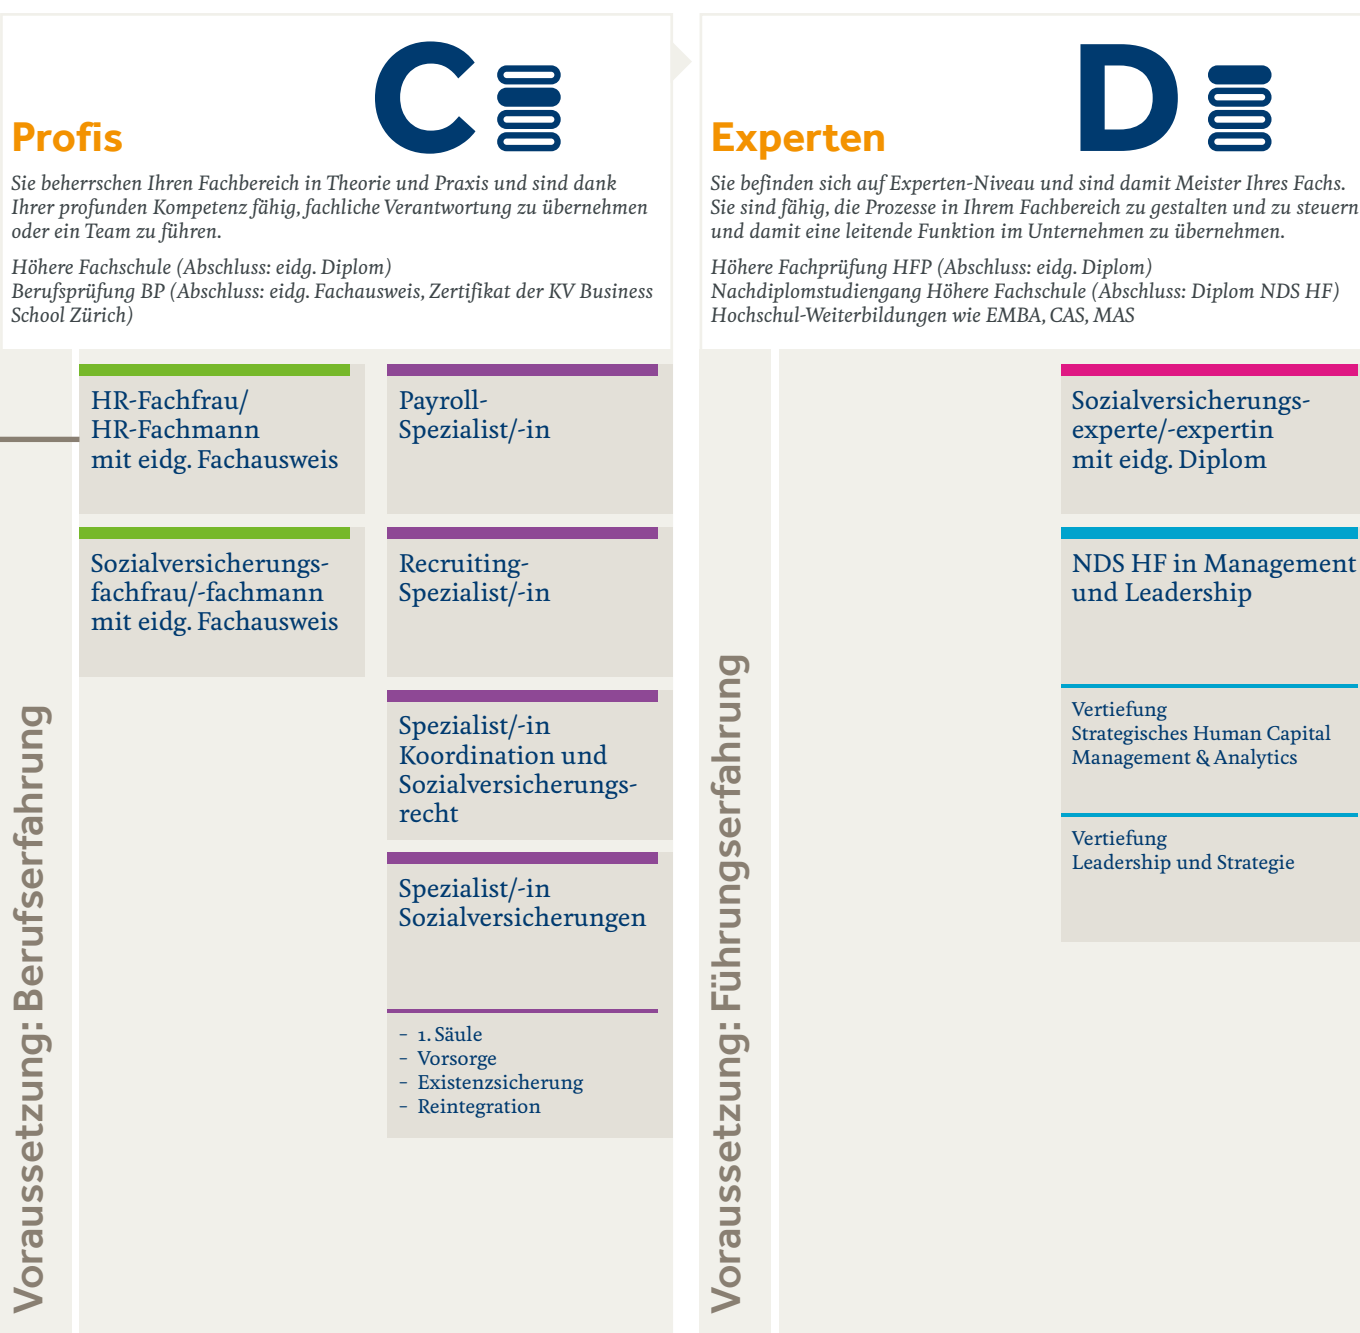 C
Profis
Sie beherrschen Ihren Fachbereich in Theorie und Praxis und sind dank
Ihrer profunden Kompetenz fähig, fachliche Verantwortung zu übernehmen
oder ein Team zu führen.
Höhere Fachschule (Abschluss: eidg. Diplom)
Berufsprüfung BP (Abschluss: eidg. Fachausweis, Zertifikat der KV Business
School Zürich)
Voraussetzung: Berufserfahrung
HR-Fachfrau/
HR-Fachmann
mit eidg. Fachausweis
Sozialversicherungs-
fachfrau/-fachmann
mit eidg. Fachausweis
Payroll-
Spezialist/-in
Recruiting-
Spezialist/-in
Spezialist/-in
Koordination und
Sozialversicherungs-
recht
Spezialist/-in
Sozialversicherungen
- 1. Säule
- Vorsorge
- Existenzsicherung
- Reintegration
D
Experten
Sie befinden sich auf Experten-Niveau und sind damit Meister Ihres Fachs.
Sie sind fähig, die Prozesse in Ihrem Fachbereich zu gestalten und zu steuern
und damit eine leitende Funktion im Unternehmen zu übernehmen.
Höhere Fachprüfung HFP (Abschluss: eidg. Diplom)
Nachdiplomstudiengang Höhere Fachschule (Abschluss: Diplom NDS HF)
Hochschul-Weiterbildungen wie EMBA, CAS, MAS
Voraussetzung: Führungserfahrung
Sozialversicherungs-
experte/-expertin
mit eidg. Diplom
NDS HF in Management
und Leadership
Vertiefung
Strategisches Human Capital
Management & Analytics
Vertiefung
Leadership und Strategie